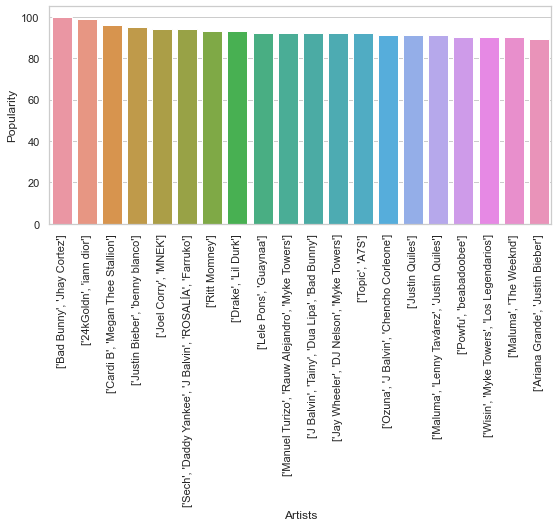 100
80
60
40
20
0
Popularity
['Bad Bunny', 'Jhay Cortez']
['24kGoldn', 'iann dior']
['Cardi B', 'Megan Thee Stallion']
['Justin Bieber', 'benny blanco']
['Joel Corry', 'MNEK']
['Sech', 'Daddy Yankee', 'J Balvin', 'ROSALÍA', 'Farruko']
['Ritt Momney']
['Drake', 'Lil Durk']
['Lele Pons', 'Guaynaa']
['Manuel Turizo', 'Rauw Alejandro', 'Myke Towers']
['J Balvin', 'Tainy', 'Dua Lipa', 'Bad Bunny']
['Jay Wheeler', 'DJ Nelson', 'Myke Towers']
['Topic', 'A7S']
['Ozuna', 'J Balvin', 'Chencho Corleone']
['Justin Quiles']
['Maluma', 'Lenny Tavárez', 'Justin Quiles']
['Powfu', 'beabadoobee']
['Wisin', 'Myke Towers', 'Los Legendarios']
['Maluma', 'The Weeknd']
['Ariana Grande', 'Justin Bieber']
Artists